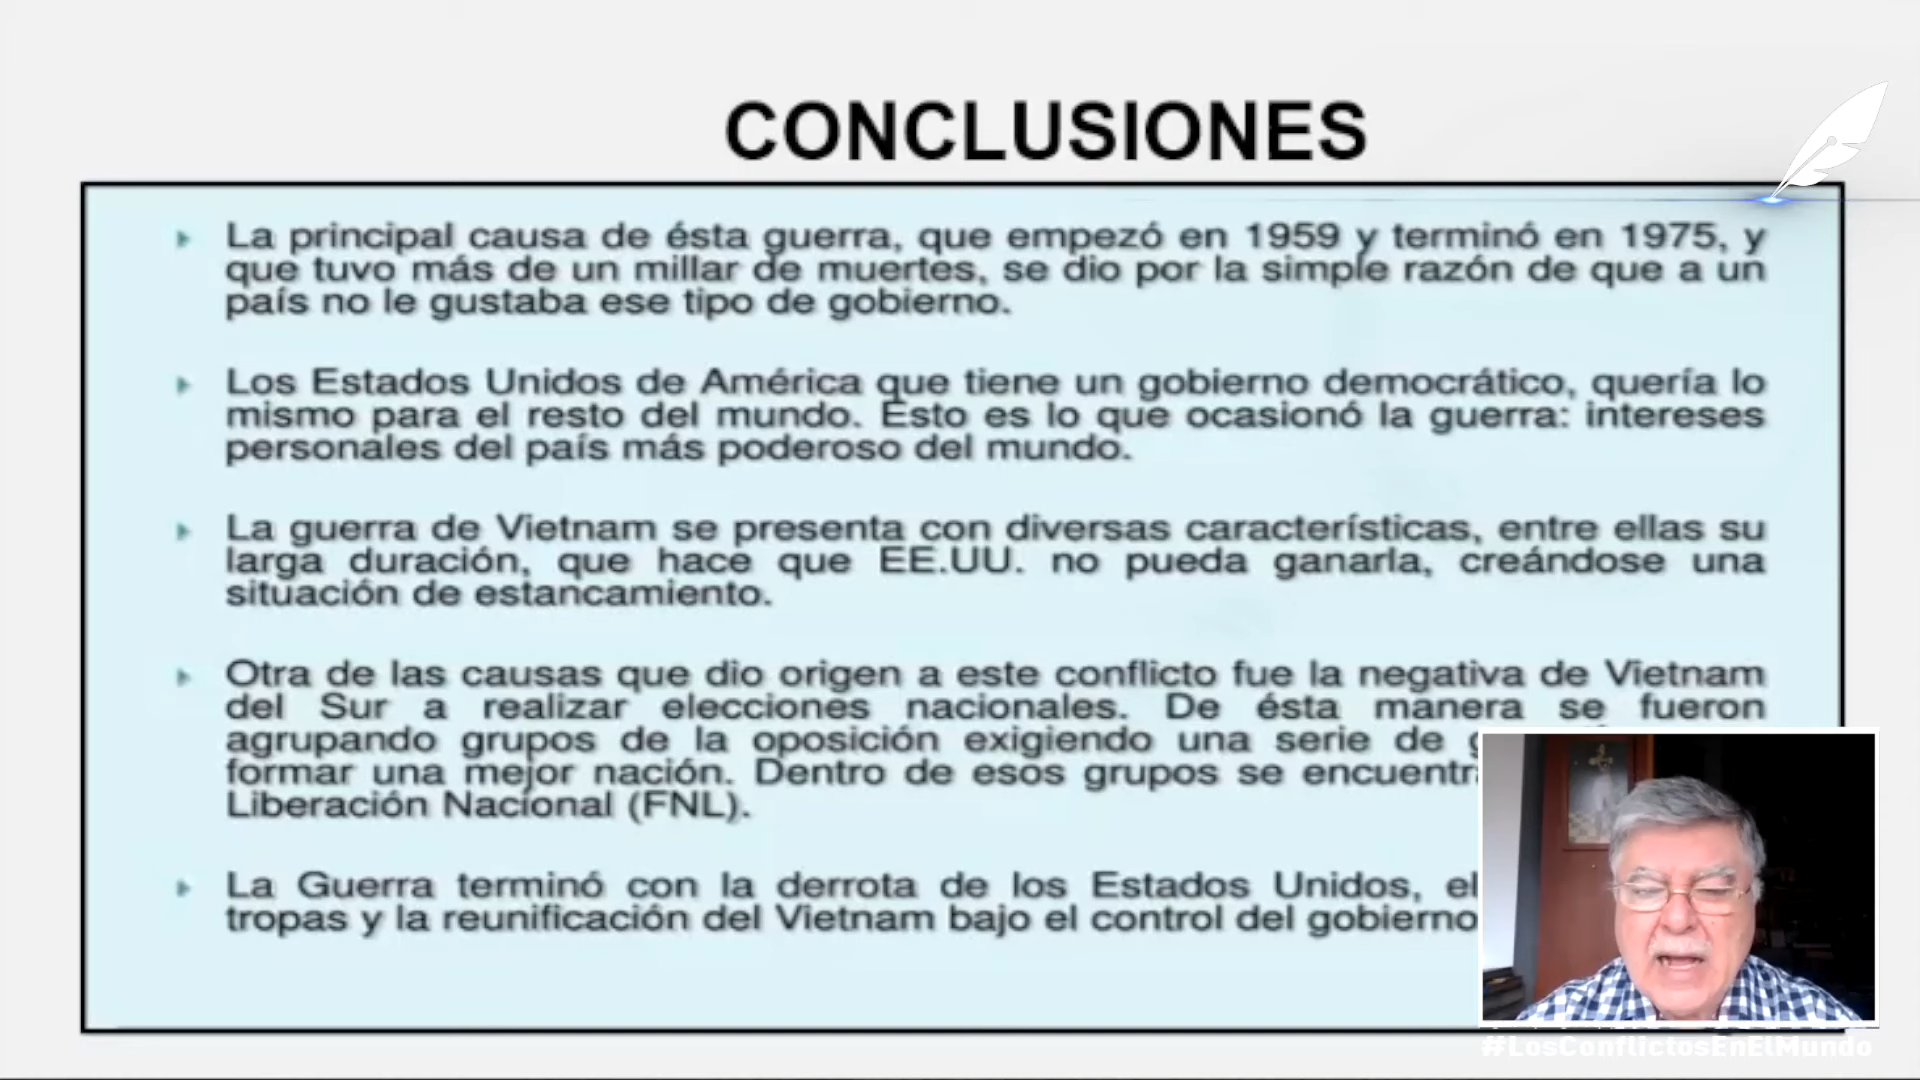 CONCLUSIONES
La principal causa de ésta guerra, que empezó en 1959 y terminó en 1975, y
que tuvo más de un millar de muertes, se dio por la simple razón de que a un
país no le gustaba ese tipo de gobierno.
Los Estados Unidos de América que tiene un gobierno democrático, quería lo
mismo para el resto del mundo. Esto es lo que ocasionó la guerra: intereses
personales del país más poderoso del mundo.
La guerra de Vietnam se presenta con diversas características, entre ellas su
larga duración, que hace que EE.UU. no pueda ganarla, creándose una
situación de estancamiento.
Otra de las causas que dio origen a este conflicto fue la negativa de Vietnam
del Sur a realizar elecciones nacionales. De ésta manera se fueron
agrupando grupos de la oposición exigiendo una serie de
formar una mejor nación. Dentro de esos grupos se
Liberación Nacional (FNL).
La Guerra terminó con la derrota de los Estados Unidos, el
tropas y la reunificación del Vietnam bajo el control del gobierno
#LosConflictosEnElMundo